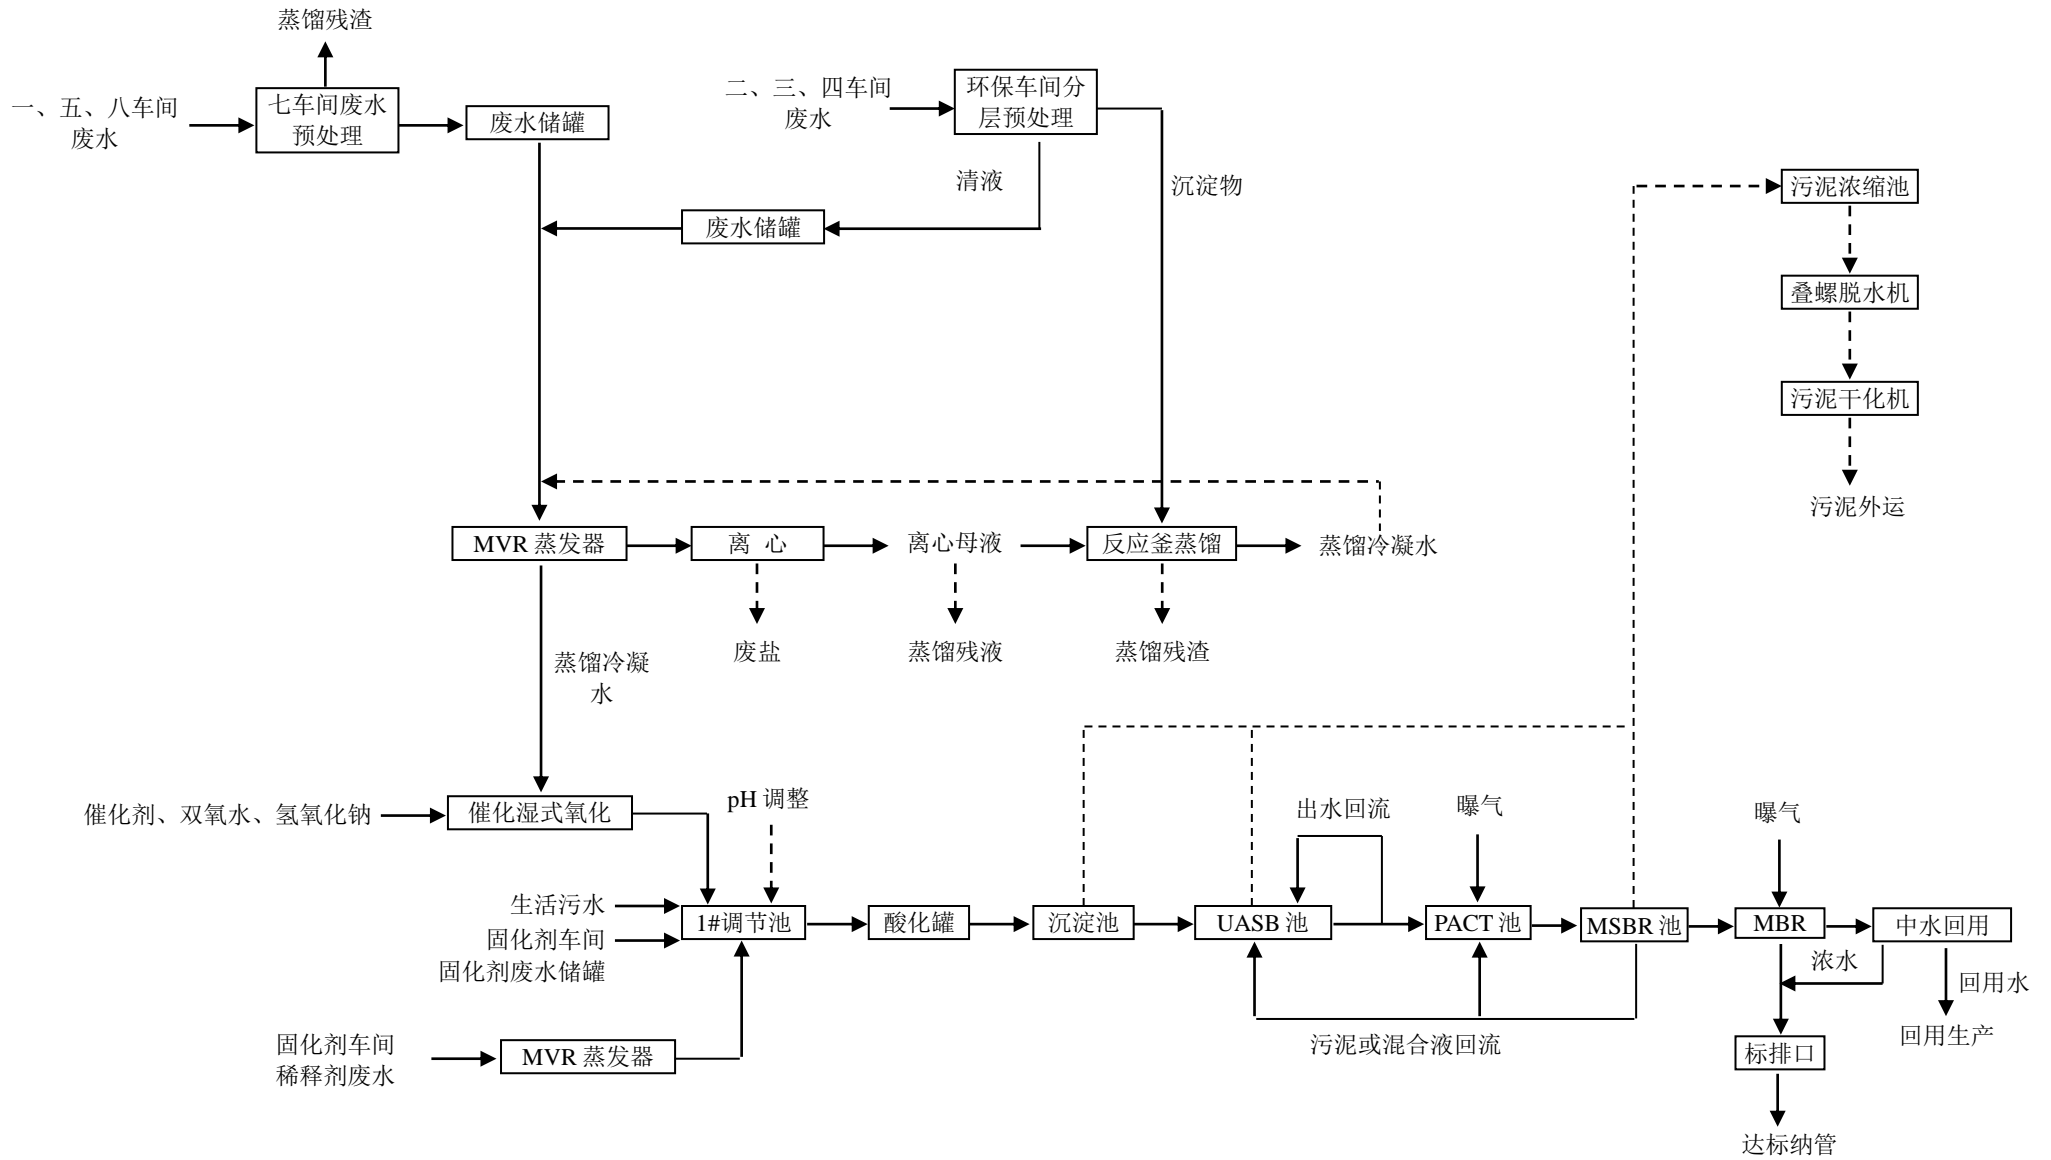 蒸馏残渣
一、五、八车间
废水
七车间废水
预处理
废水储罐
二、三、四车间
废水
环保车间分
层预处理
清液
沉淀物
废水储罐
污泥浓缩池
叠螺脱水机
污泥干化机
污泥外运
MVR 蒸发器
离 心
离心母液
反应釜蒸馏
蒸馏冷凝水
废盐
蒸馏残液
蒸馏残渣
蒸馏冷凝
水
催化剂、双氧水、氢氧化钠
催化湿式氧化
pH 调整
出水回流
曝气
曝气
生活污水
固化剂车间
固化剂废水储罐
1#调节池
酸化罐
沉淀池
UASB 池
PACT 池
MSBR 池
MBR
中水回用
浓水
回用水
回用生产
污泥或混合液回流
固化剂车间
稀释剂废水
MVR 蒸发器
标排口
达标纳管